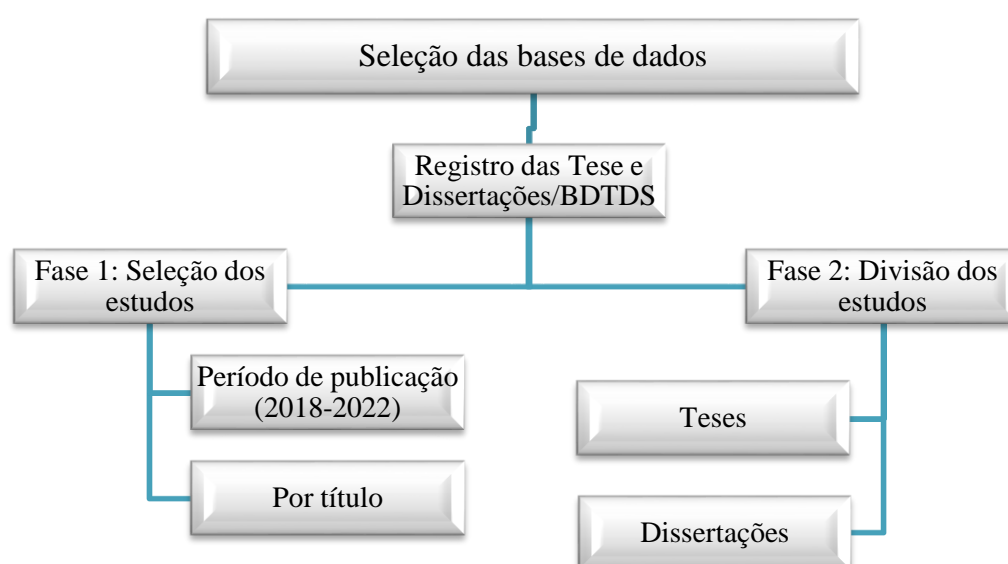 Seleção das bases de dados
Registro das Tese e
Dissertações/BDTDS
Fase 1: Seleção dos
estudos
Período de publicação
(2018-2022)
Por título
Fase 2: Divisão dos
estudos
Teses
Dissertações